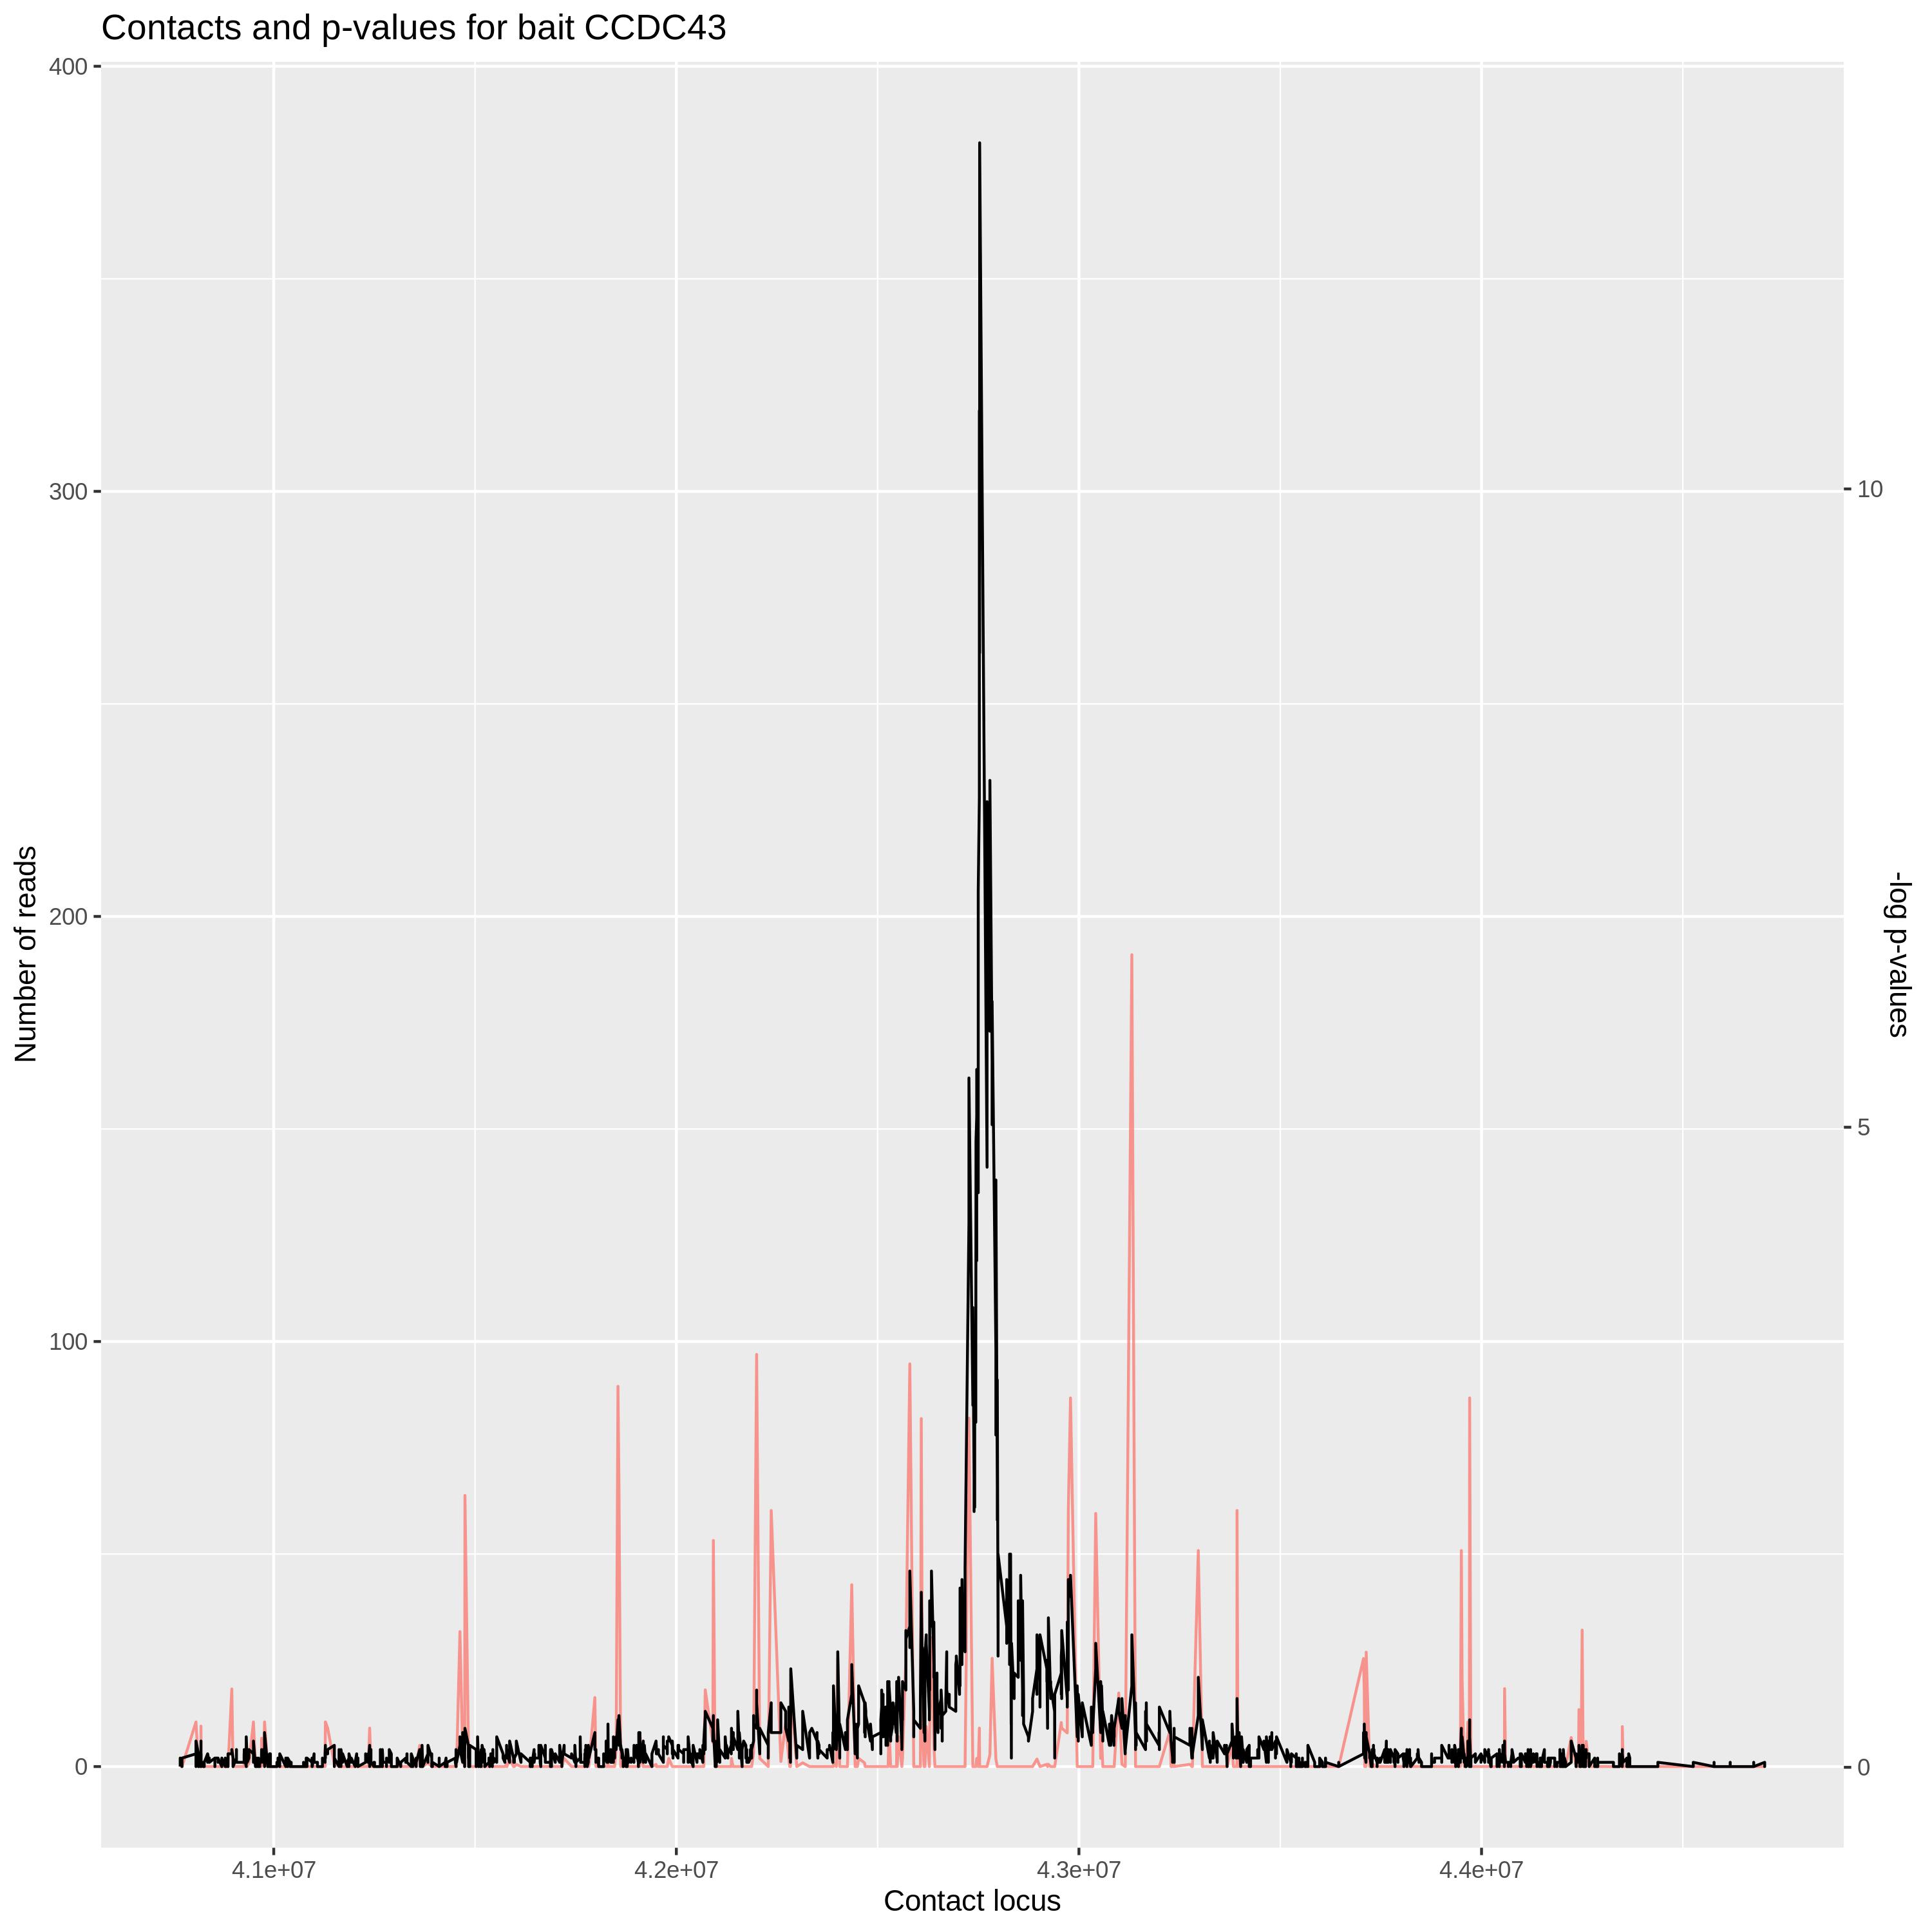 Contacts and p-values for bait CCDC43
400
300
200
100
0
Number of reads
10
5
0
-log p-values
4.1e+07
4.2e+07
4.3e+07
4.4e+07
Contact locus